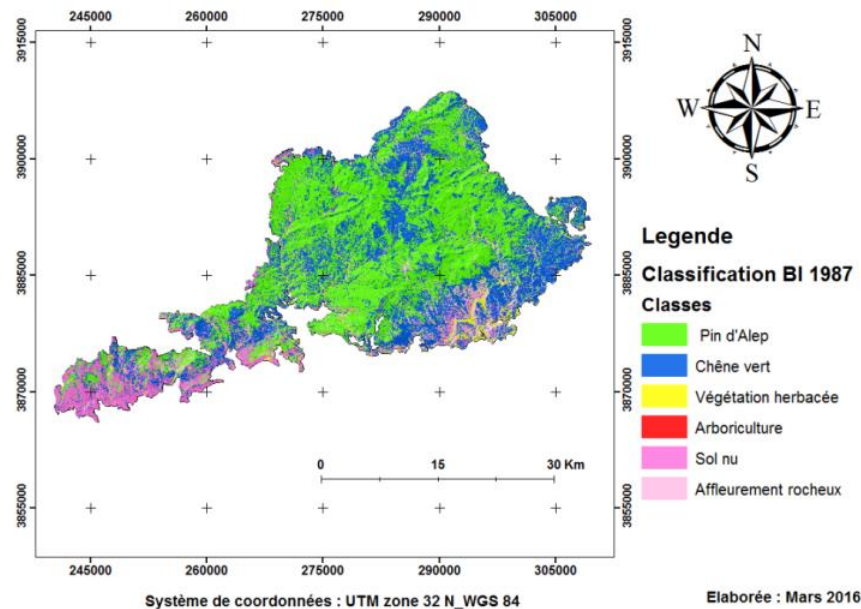 245000 260000 275000 290000 305000
3915000 3915000
3900000 3900000
3885000 3885000
3870000 3870000
3855000 3855000
245000 260000 275000 290000 305000
0 15 30 Km
Système de coordonnées : UTM zone 32 N_WGS 84
N
W E
S
Legende
Classification BI 1987
Classes
Pin d'Alep
Chêne vert
Végétation herbacée
Arboriculture
Sol nu
Affleurement rocheux
Elaborée : Mars 2016